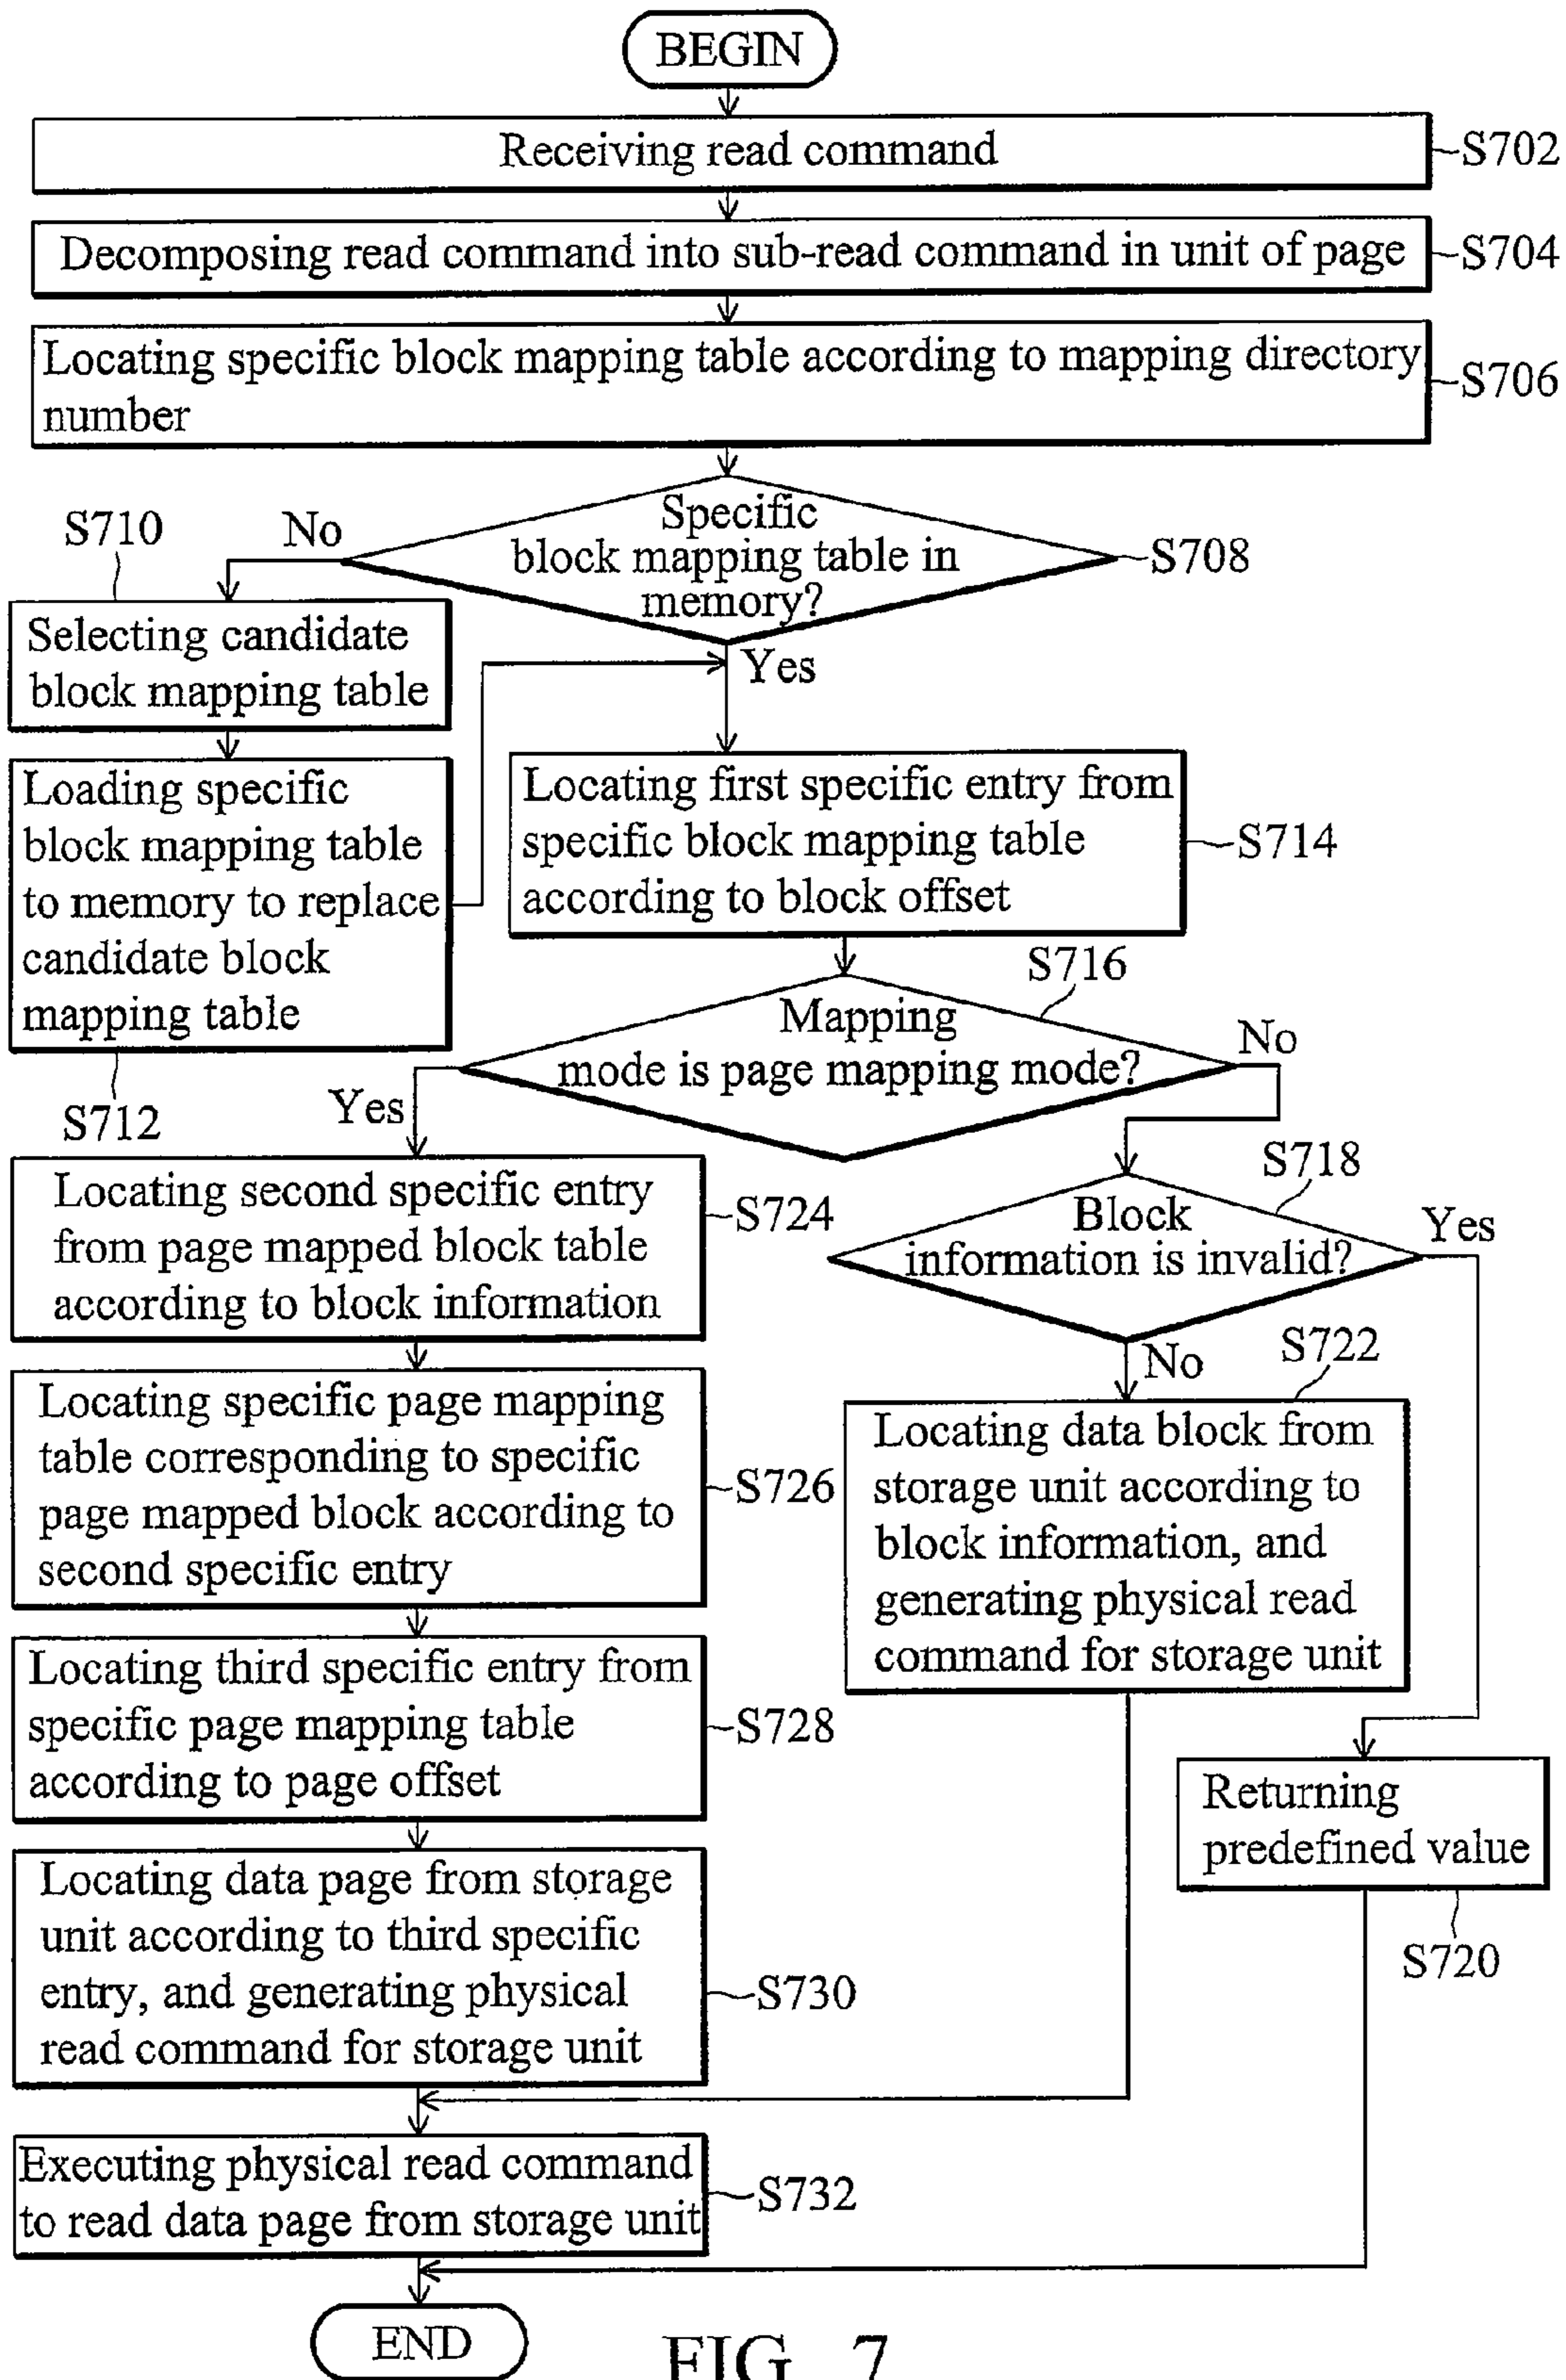 BEGIN
Receiving read command
S702
Decomposing read command into sub-read command in unit of page
S704
Locating specific block mapping table according to mapping directory
number
S706
Specific
block mapping table in
memory?
S708
No
Yes
S710
Selecting candidate
block mapping table
Loading specific
block mapping table
to memory to replace
candidate block
mapping table
S712
Locating first specific entry from
specific block mapping table
according to block offset
S714
S716
Mapping
mode is page mapping mode?
Yes
No
S718
Block
information is invalid?
Yes
No
Locating second specific entry
from page mapped block table
according to block information
S724
Locating specific page mapping
table corresponding to specific
page mapped block according to
second specific entry
S726
S722
Locating data block from
storage unit according to
block information, and
generating physical read
command for storage unit
Locating third specific entry from
specific page mapping table
according to page offset
S728
Returning
predefined value
S720
Locating data page from storage
unit according to third specific
entry, and generating physical
read command for storage unit
S730
Executing physical read command
to read data page from storage unit
S732
END
FIG. 7